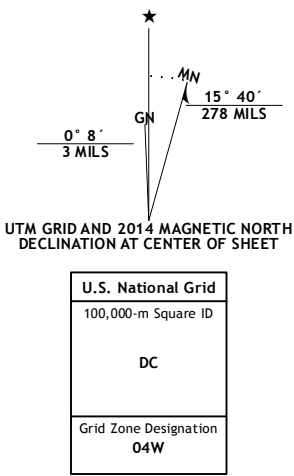 ★
MN
GN
15° 40´
278 MILS
0° 8´
3 MILS
UTM GRID AND 2014 MAGNETIC NORTH
DECLINATION AT CENTER OF SHEET
U.S. National Grid
100,000-m Square ID
DC
Grid Zone Designation
04W